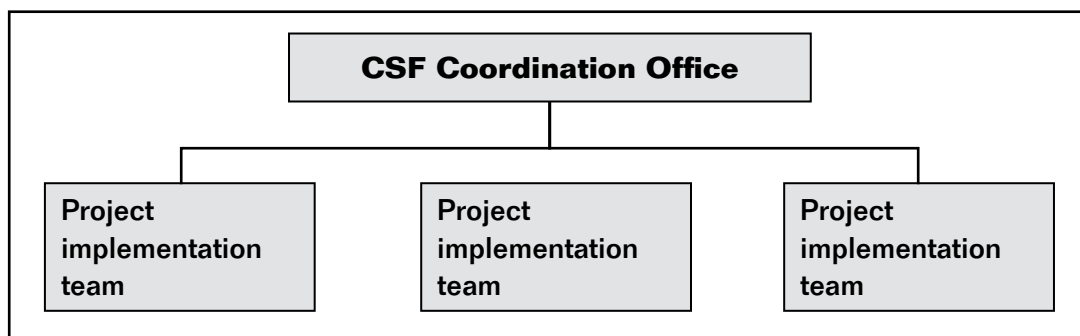 CSF Coordination Office
Project
implementation
team
Project
implementation
team
Project
implementation
team